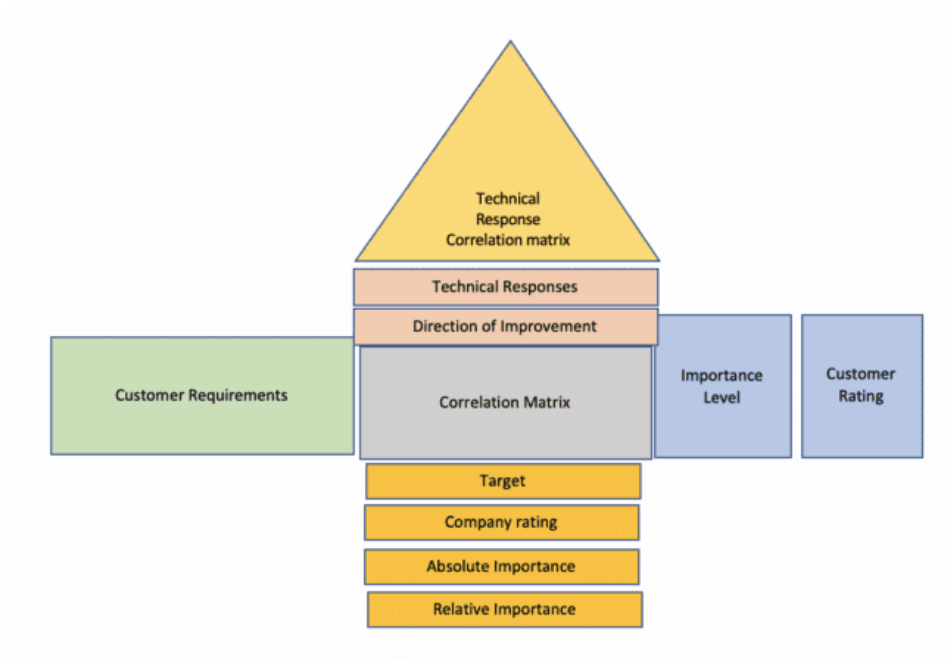 Technical
Response
Correlation matrix
Technical Responses
Direction of Improvement
Customer Requirements
Correlation Matrix
Importance
Level
Customer
Rating
Target
Company rating
Absolute Importance
Relative Importance